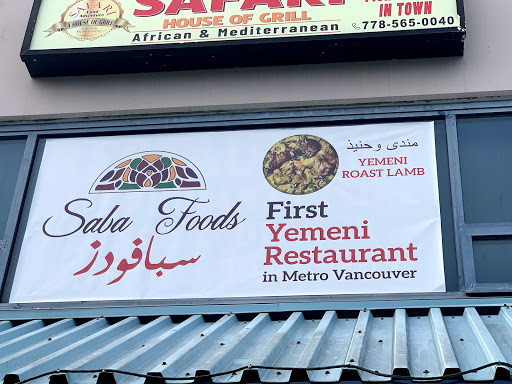 SAFARI
HOUSE OF GRILL
African & Mediterranean
IN TOWN
778-565-0040
A HOUSE OF GRILL
Saba Foods
سبافودز
مندي وحنيذ
YEMENI
ROAST LAMB
First
Yemeni
Restaurant
in Metro Vancouver